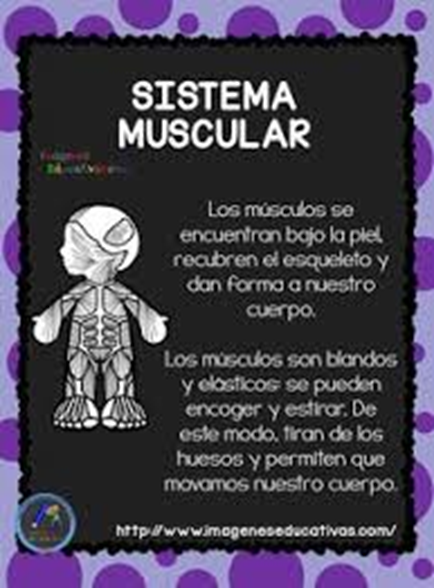 SISTEMA
MUSCULAR
Imágenes
Educativas
Los músculos se
encuentran bajo la piel,
recubren el esqueleto y
dan forma a nuestro
cuerpo.
Los músculos son blandos
y elásticos: se pueden
encoger y estirar. De
este modo, tiran de los
huesos y permiten que
movamos nuestro cuerpo.
http://www.imageneseducativas.com/